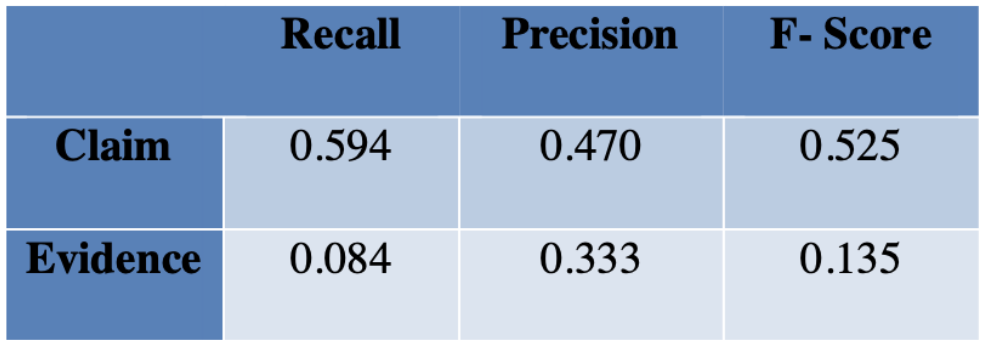 Recall Precision F- Score
Claim 0.594 0.470 0.525
Evidence 0.084 0.333 0.135